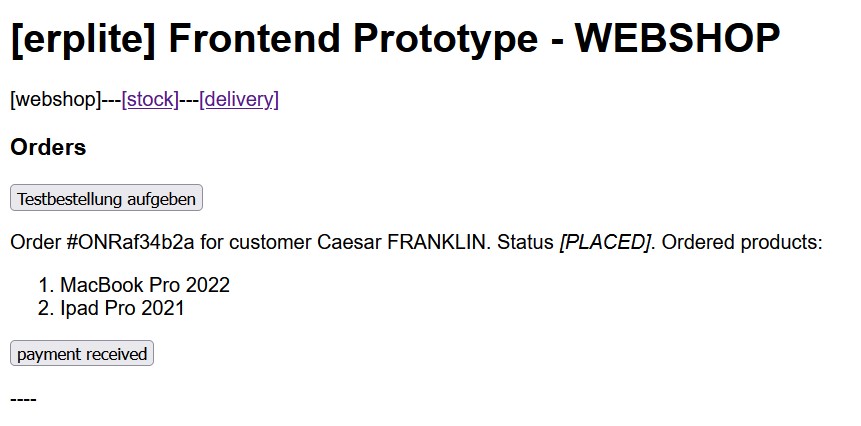 [erplite] Frontend Prototype - WEBSHOP
[webshop]---[stock]---[delivery]
Orders
Testbestellung aufgeben
Order #ONRaf34b2a for customer Caesar FRANKLIN. Status [PLACED]. Ordered products:
1. MacBook Pro 2022
2. Ipad Pro 2021
payment received
----